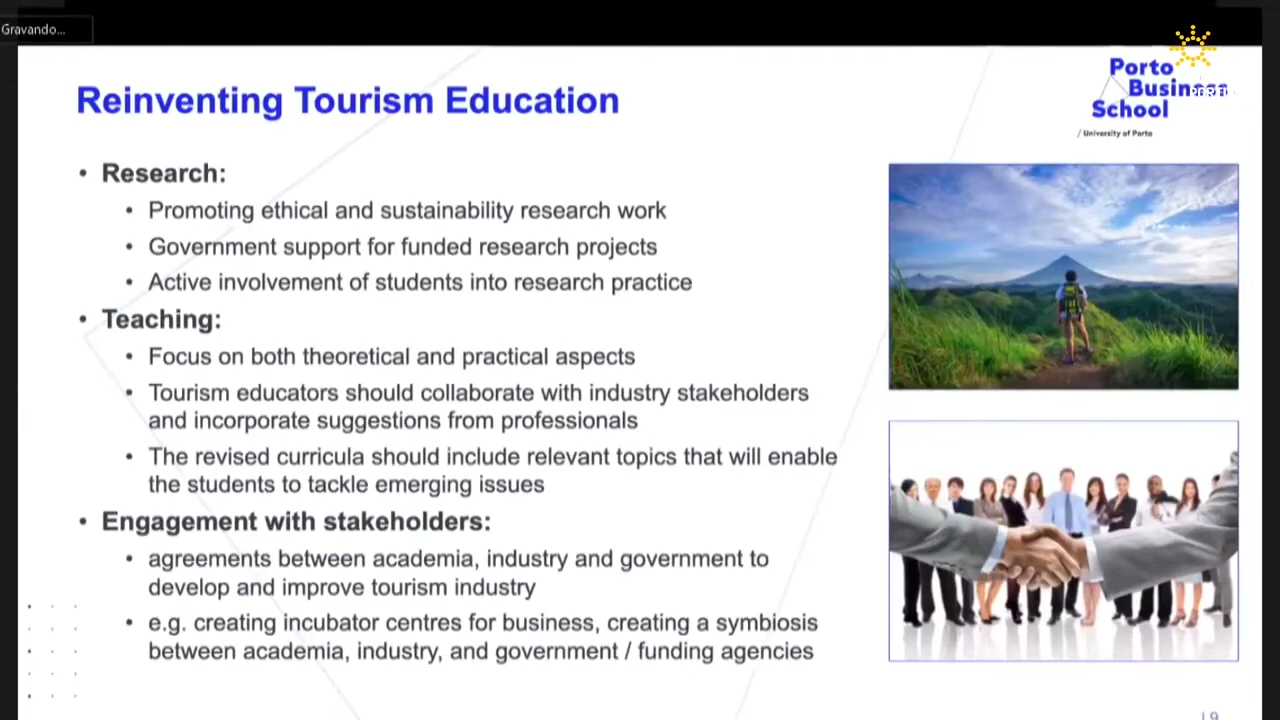 Gravando...
Reinventing Tourism Education
Porto
Business
School
/ University of Porto
• Research:
• Promoting ethical and sustainability research work
• Government support for funded research projects
• Active involvement of students into research practice
• Teaching:
• Focus on both theoretical and practical aspects
• Tourism educators should collaborate with industry stakeholders
and incorporate suggestions from professionals
• The revised curricula should include relevant topics that will enable
the students to tackle emerging issues
• Engagement with stakeholders:
• agreements between academia, industry and government to
develop and improve tourism industry
• e.g. creating incubator centres for business, creating a symbiosis
between academia, industry, and government / funding agencies